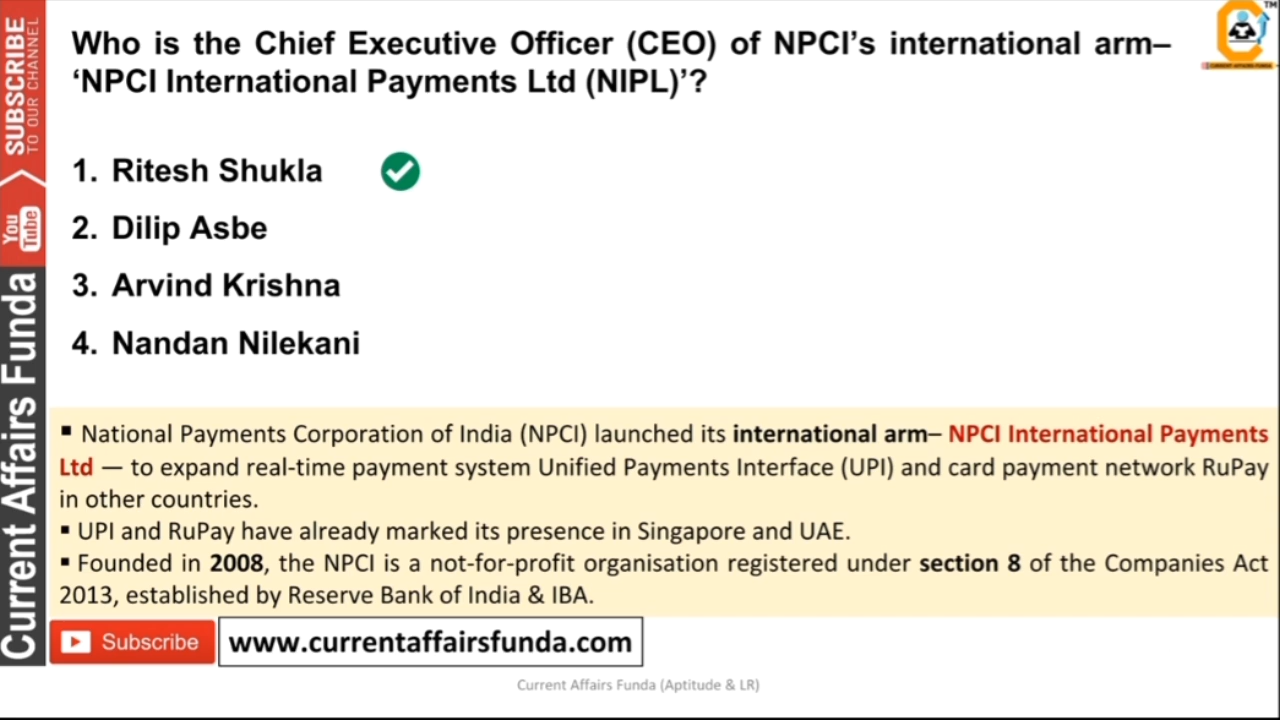 Who is the Chief Executive Officer (CEO) of NPCI’s international arm–
‘NPCI International Payments Ltd (NIPL)’?
1. Ritesh Shukla
2. Dilip Asbe
3. Arvind Krishna
4. Nandan Nilekani
▪ National Payments Corporation of India (NPCI) launched its international arm– NPCI International Payments
Ltd — to expand real-time payment system Unified Payments Interface (UPI) and card payment network RuPay
in other countries.
▪ UPI and RuPay have already marked its presence in Singapore and UAE.
▪ Founded in 2008, the NPCI is a not-for-profit organisation registered under section 8 of the Companies Act
2013, established by Reserve Bank of India & IBA.
Subscribe
www.currentaffairsfunda.com
Current Affairs Funda (Aptitude & LR)
SUBSCRIBE
TO OUR CHANNEL
You
Tube
Current Affairs Funda
TM
CURRENT AFFAIRS FUNDA